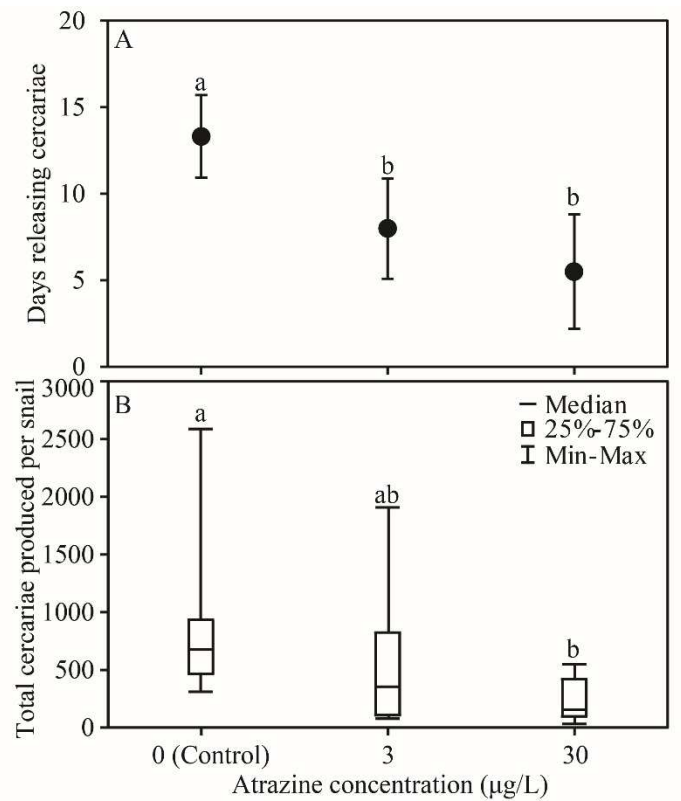 20
A
a
15
b
b
10
5
0
Days releasing cercariae
3000
B
a
Median
25%-75%
Min-Max
2500
ab
2000
1500
1000
b
500
0
Total cercariae produced per snail
0 (Control) 3 30
Atrazine concentration (μg/L)